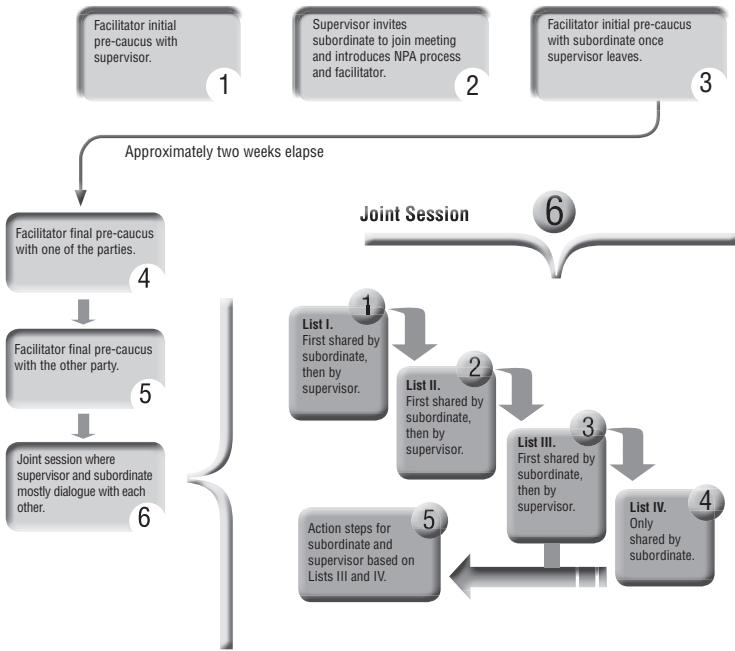 Facilitator initial
pre-caucus with
supervisor.
1
Supervisor invites
subordinate to join meeting
and introduces NPA process
and facilitator.
2
Facilitator initial pre-caucus
with subordinate once
supervisor leaves.
3
Approximately two weeks elapse
Facilitator final pre-caucus
with one of the parties.
4
Facilitator final pre-caucus
with the other party.
5
Joint session where
supervisor and subordinate
mostly dialogue with each
other.
6
Joint Session
6
1
List I.
First shared by
subordinate,
then by
supervisor.
2
List II.
First shared by
subordinate,
then by
supervisor.
3
List III.
First shared by
subordinate,
then by
supervisor.
4
List IV.
Only
shared by
subordinate.
5
Action steps for
subordinate and
supervisor based on
Lists III and IV.